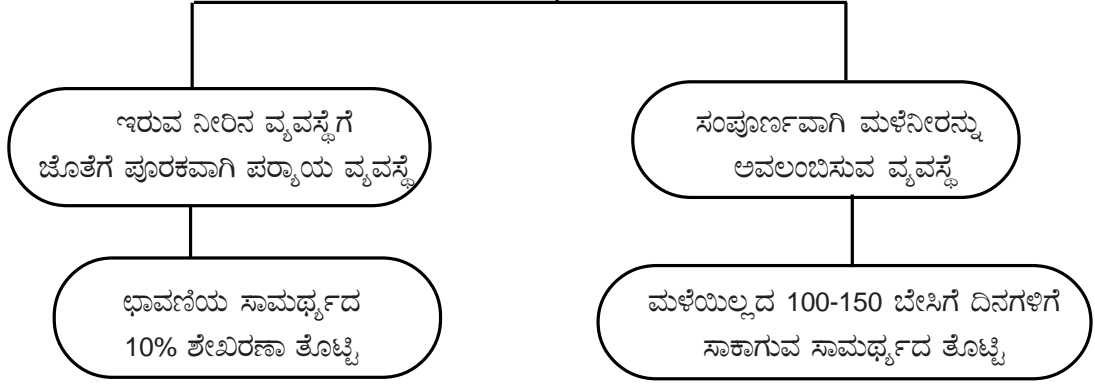 ಇರುವ ನೀರಿನ ವ್ಯವಸ್ಥೆಗೆ
ಜೊತೆಗೆ ಪೂರಕವಾಗಿ ಪರ‍್ಯಾಯ ವ್ಯವಸ್ಥೆ
ಸಂಪೂರ್ಣವಾಗಿ ಮಳೆನೀರನ್ನು
ಅವಲಂಬಿಸುವ ವ್ಯವಸ್ಥೆ
ಛಾವಣಿಯ ಸಾಮರ್ಥ್ಯದ
10% ಶೇಖರಣಾ ತೊಟ್ಟಿ
ಮಳೆಯಿಲ್ಲದ 100-150 ಬೇಸಿಗೆ ದಿನಗಳಿಗೆ
ಸಾಕಾಗುವ ಸಾಮರ್ಥ್ಯದ ತೊಟ್ಟಿ